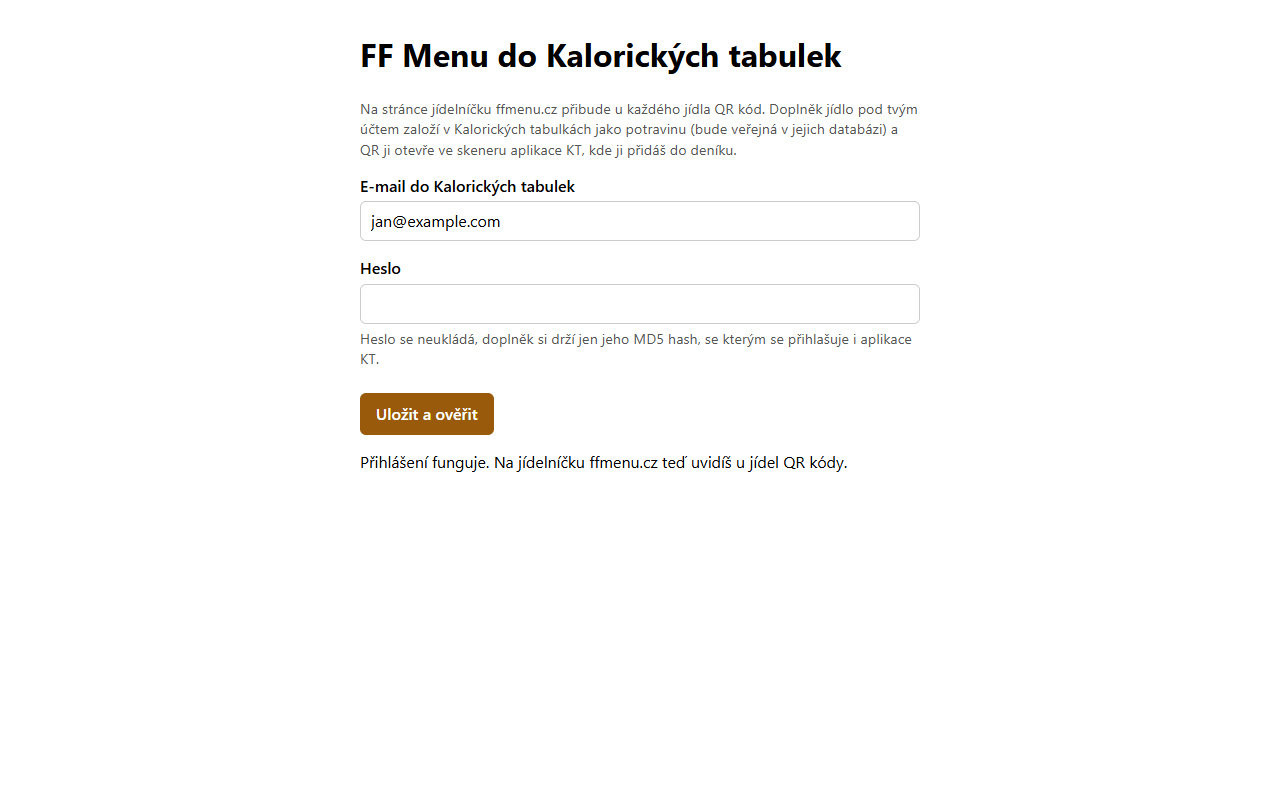 FF Menu do Kalorických tabulek
Na stránce jídelníčku ffmenu.cz přibude u každého jídla QR kód. Doplněk jídlo pod tvým
účtem založí v Kalorických tabulkách jako potravinu (bude veřejná v jejich databázi) a
QR ji otevře ve skeneru aplikace KT, kde ji přidáš do deníku.
E-mail do Kalorických tabulek
jan@example.com
Heslo
Heslo se neukládá, doplněk si drží jen jeho MD5 hash, se kterým se přihlašuje i aplikace
KT.
Uložit a ověřit
Přihlášení funguje. Na jídelníčku ffmenu.cz teď uvidíš u jídel QR kódy.